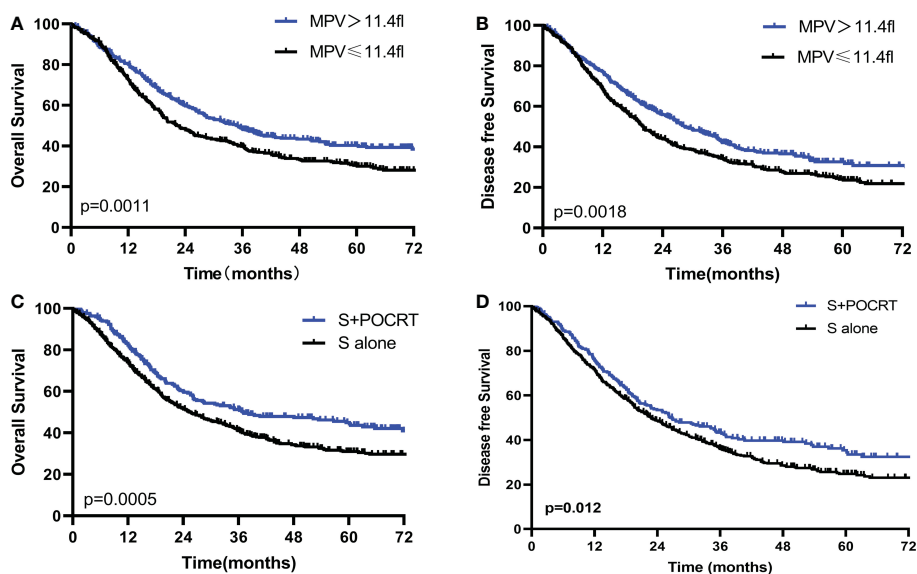 A
MPV＞11.4fl
MPV≤11.4fl
100
80
60
40
20
0
Overall Survival
p=0.0011
0 12 24 36 48 60 72
Time（months）
B
MPV＞11.4fl
MPV≤11.4fl
100
80
60
40
20
0
Disease free Survival
p=0.0018
0 12 24 36 48 60 72
Time(months)
C
S+POCRT
S alone
100
80
60
40
20
0
Overall Survival
p=0.0005
0 12 24 36 48 60 72
Time(months)
D
S+POCRT
S alone
100
80
60
40
20
0
Disease free Survival
p=0.012
0 12 24 36 48 60 72
Time (months)